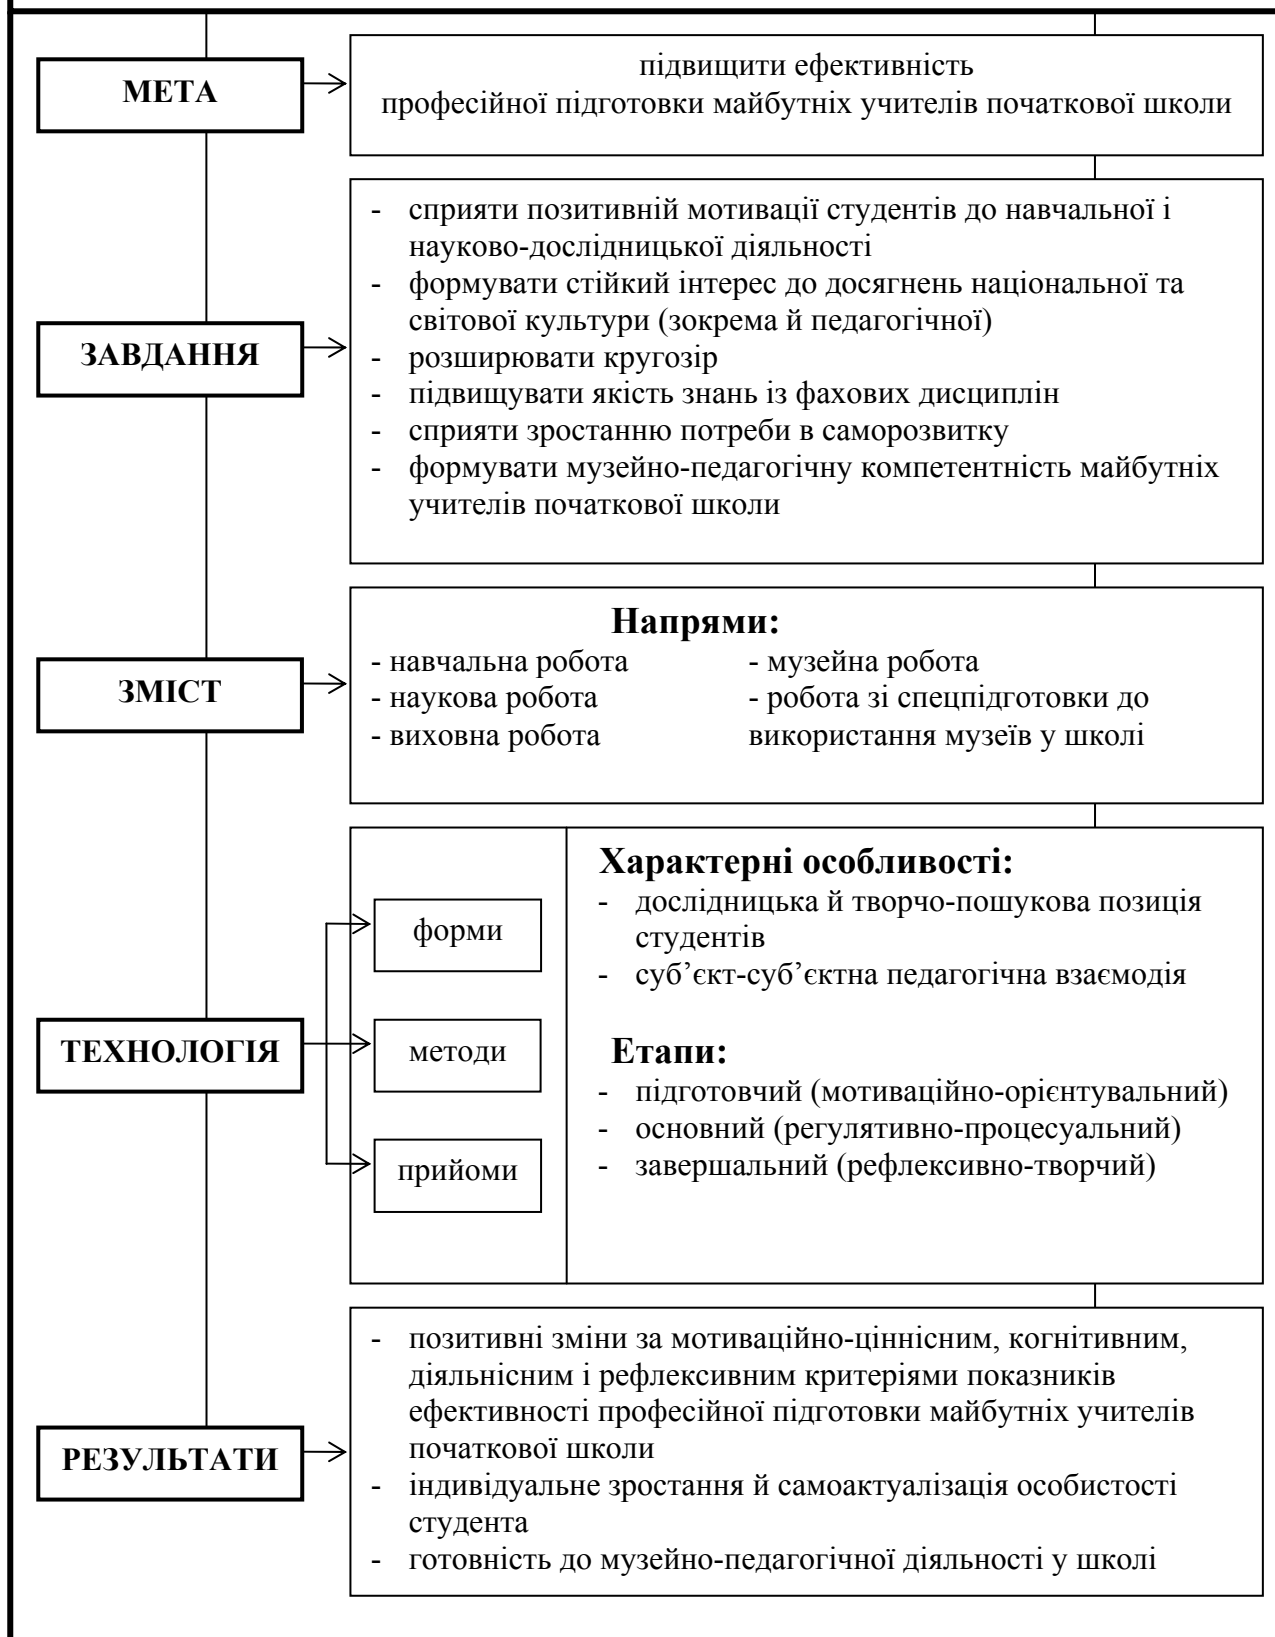 МЕТА
підвищити ефективність
професійної підготовки майбутніх учителів початкової школи
ЗАВДАННЯ
- сприяти позитивній мотивації студентів до навчальної і
науково-дослідницької діяльності
- формувати стійкий інтерес до досягнень національної та
світової культури (зокрема й педагогічної)
- розширювати кругозір
- підвищувати якість знань із фахових дисциплін
- сприяти зростанню потреби в саморозвитку
- формувати музейно-педагогічну компетентність майбутніх
учителів початкової школи
ЗМІСТ
Напрями:
- навчальна робота
- наукова робота
- виховна робота
- музейна робота
- робота зі спецпідготовки до
використання музеїв у школі
ТЕХНОЛОГІЯ
форми
методи
прийоми
Характерні особливості:
- дослідницька й творчо-пошукова позиція
студентів
- суб’єкт-суб’єктна педагогічна взаємодія
Етапи:
- підготовчий (мотиваційно-орієнтувальний)
- основний (регулятивно-процесуальний)
- завершальний (рефлексивно-творчий)
РЕЗУЛЬТАТИ
- позитивні зміни за мотиваційно-ціннісним, когнітивним,
діяльнісним і рефлексивним критеріями показників
ефективності професійної підготовки майбутніх учителів
початкової школи
- індивідуальне зростання й самоактуалізація особистості
студента
- готовність до музейно-педагогічної діяльності у школі